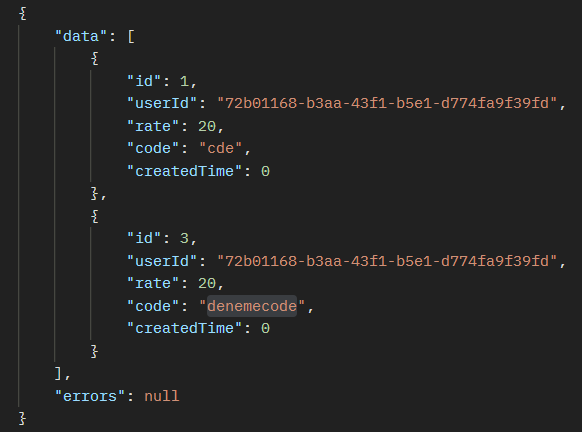 {
"data": [
{
"id": 1,
"userId": "72b01168-b3aa-43f1-b5e1-d774fa9f39fd",
"rate": 20,
"code": "cde",
"createdTime": 0
},
{
"id": 3,
"userId": "72b01168-b3aa-43f1-b5e1-d774fa9f39fd",
"rate": 20,
"code": "denemecode",
"createdTime": 0
}
],
"errors": null
}